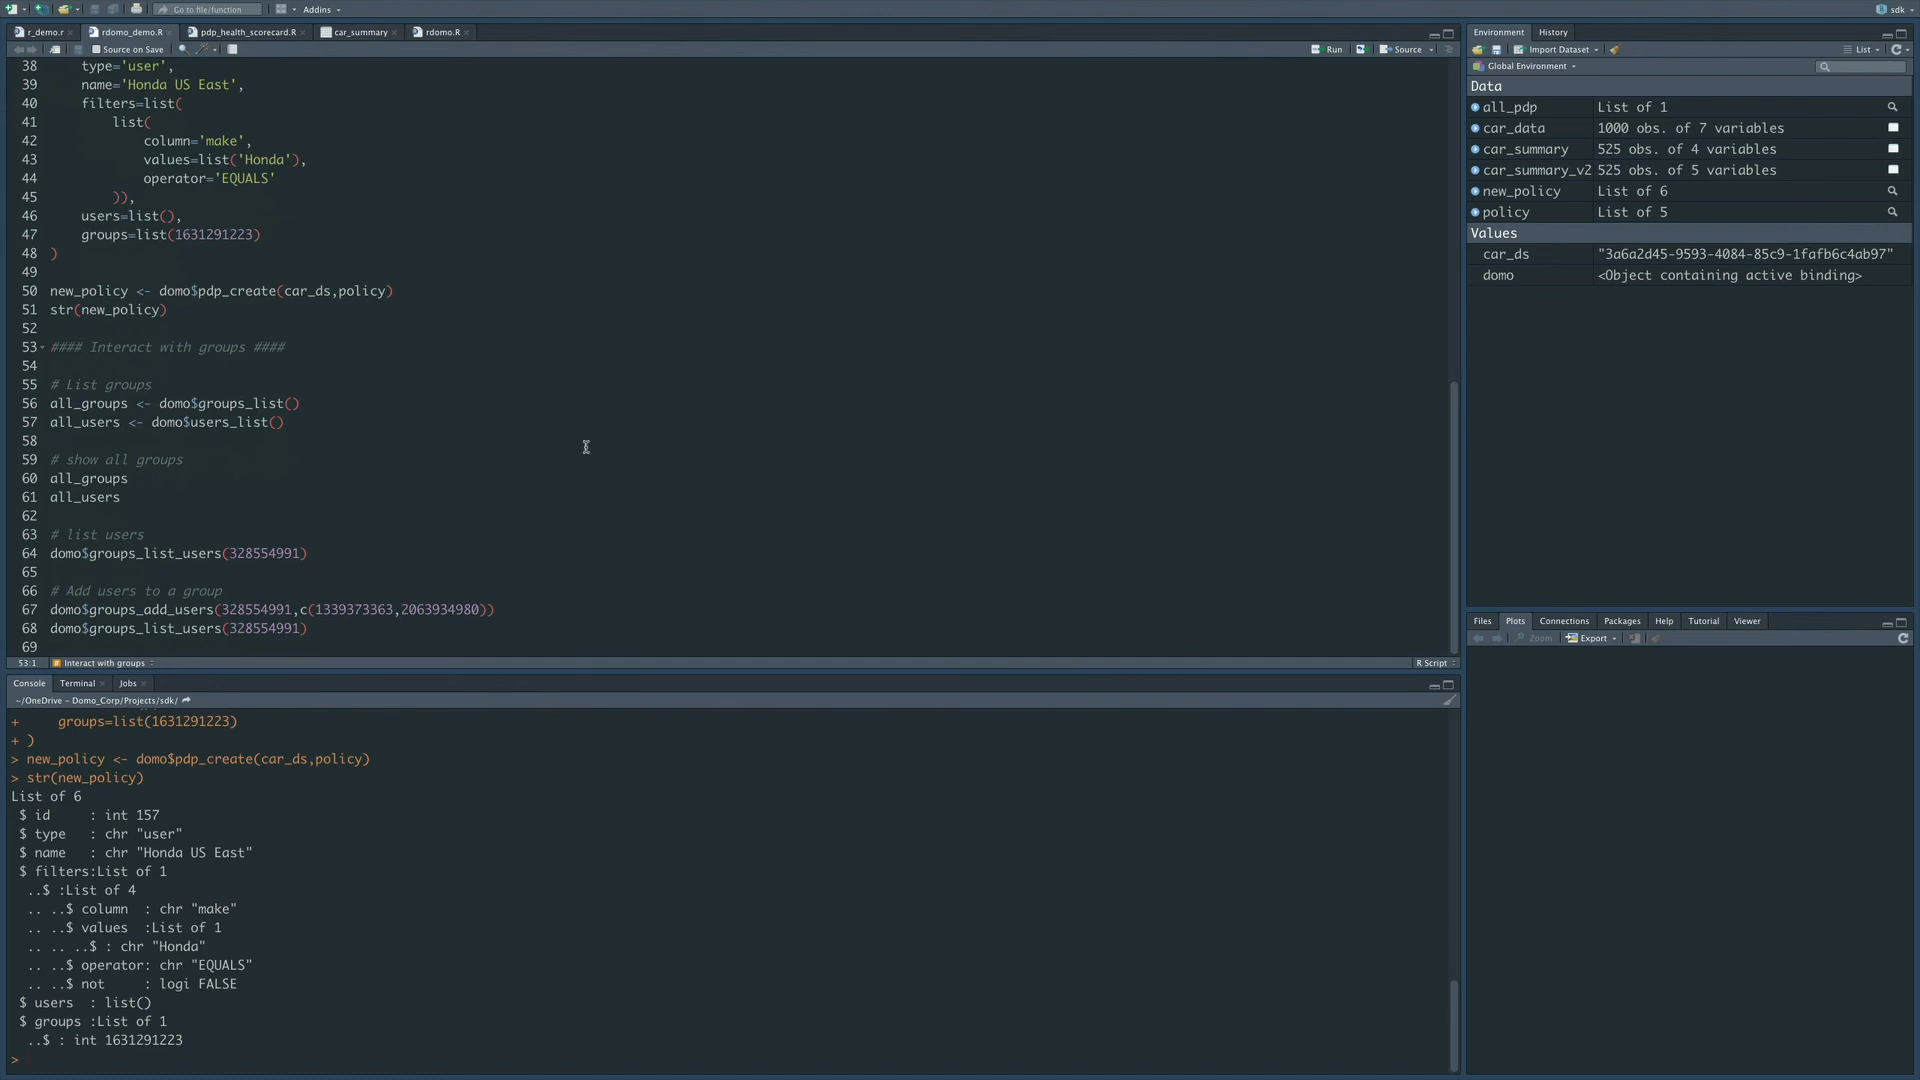 Go to file/function
Addins
sdk
r_demo.r
rdomo_demo.R
pdp_health_scorecard.R
car_summary
rdomo.R
Source on Save
Run
Source
38 type='user',
39 name='Honda US East',
40 filters=list(
41 list(
42 column='make',
43 values=list('Honda'),
44 operator='EQUALS'
45 )),
46 users=list(),
47 groups=list(1631291223)
48 )
49
50 new_policy <- domo$pdp_create(car_ds,policy)
51 str(new_policy)
52
53 #### Interact with groups ####
54
55 # List groups
56 all_groups <- domo$groups_list()
57 all_users <- domo$users_list()
58
59 # show all groups
60 all_groups
61 all_users
62
63 # list users
64 domo$groups_list_users(328554991)
65
66 # Add users to a group
67 domo$groups_add_users(328554991,c(1339373363,2063934980))
68 domo$groups_list_users(328554991)
69
53:1
Interact with groups
R Script
Console
Terminal
Jobs
~/OneDrive - Domo_Corp/Projects/sdk/
+ groups=list(1631291223)
+ )
> new_policy <- domo$pdp_create(car_ds,policy)
> str(new_policy)
List of 6
$ id : int 157
$ type : chr "user"
$ name : chr "Honda US East"
$ filters:List of 1
..$ :List of 4
.. ..$ column : chr "make"
.. ..$ values :List of 1
.. .. ..$ : chr "Honda"
.. ..$ operator: chr "EQUALS"
.. ..$ not : logi FALSE
$ users : list()
$ groups :List of 1
..$ : int 1631291223
>
Environment
History
Import Dataset
List
Global Environment
Data
all_pdp List of 1
car_data 1000 obs. of 7 variables
car_summary 525 obs. of 4 variables
car_summary_v2 525 obs. of 5 variables
new_policy List of 6
policy List of 5
Values
car_ds "3a6a2d45-9593-4084-85c9-1fafb6c4ab97"
domo <Object containing active binding>
Files
Plots
Connections
Packages
Help
Tutorial
Viewer
Zoom
Export